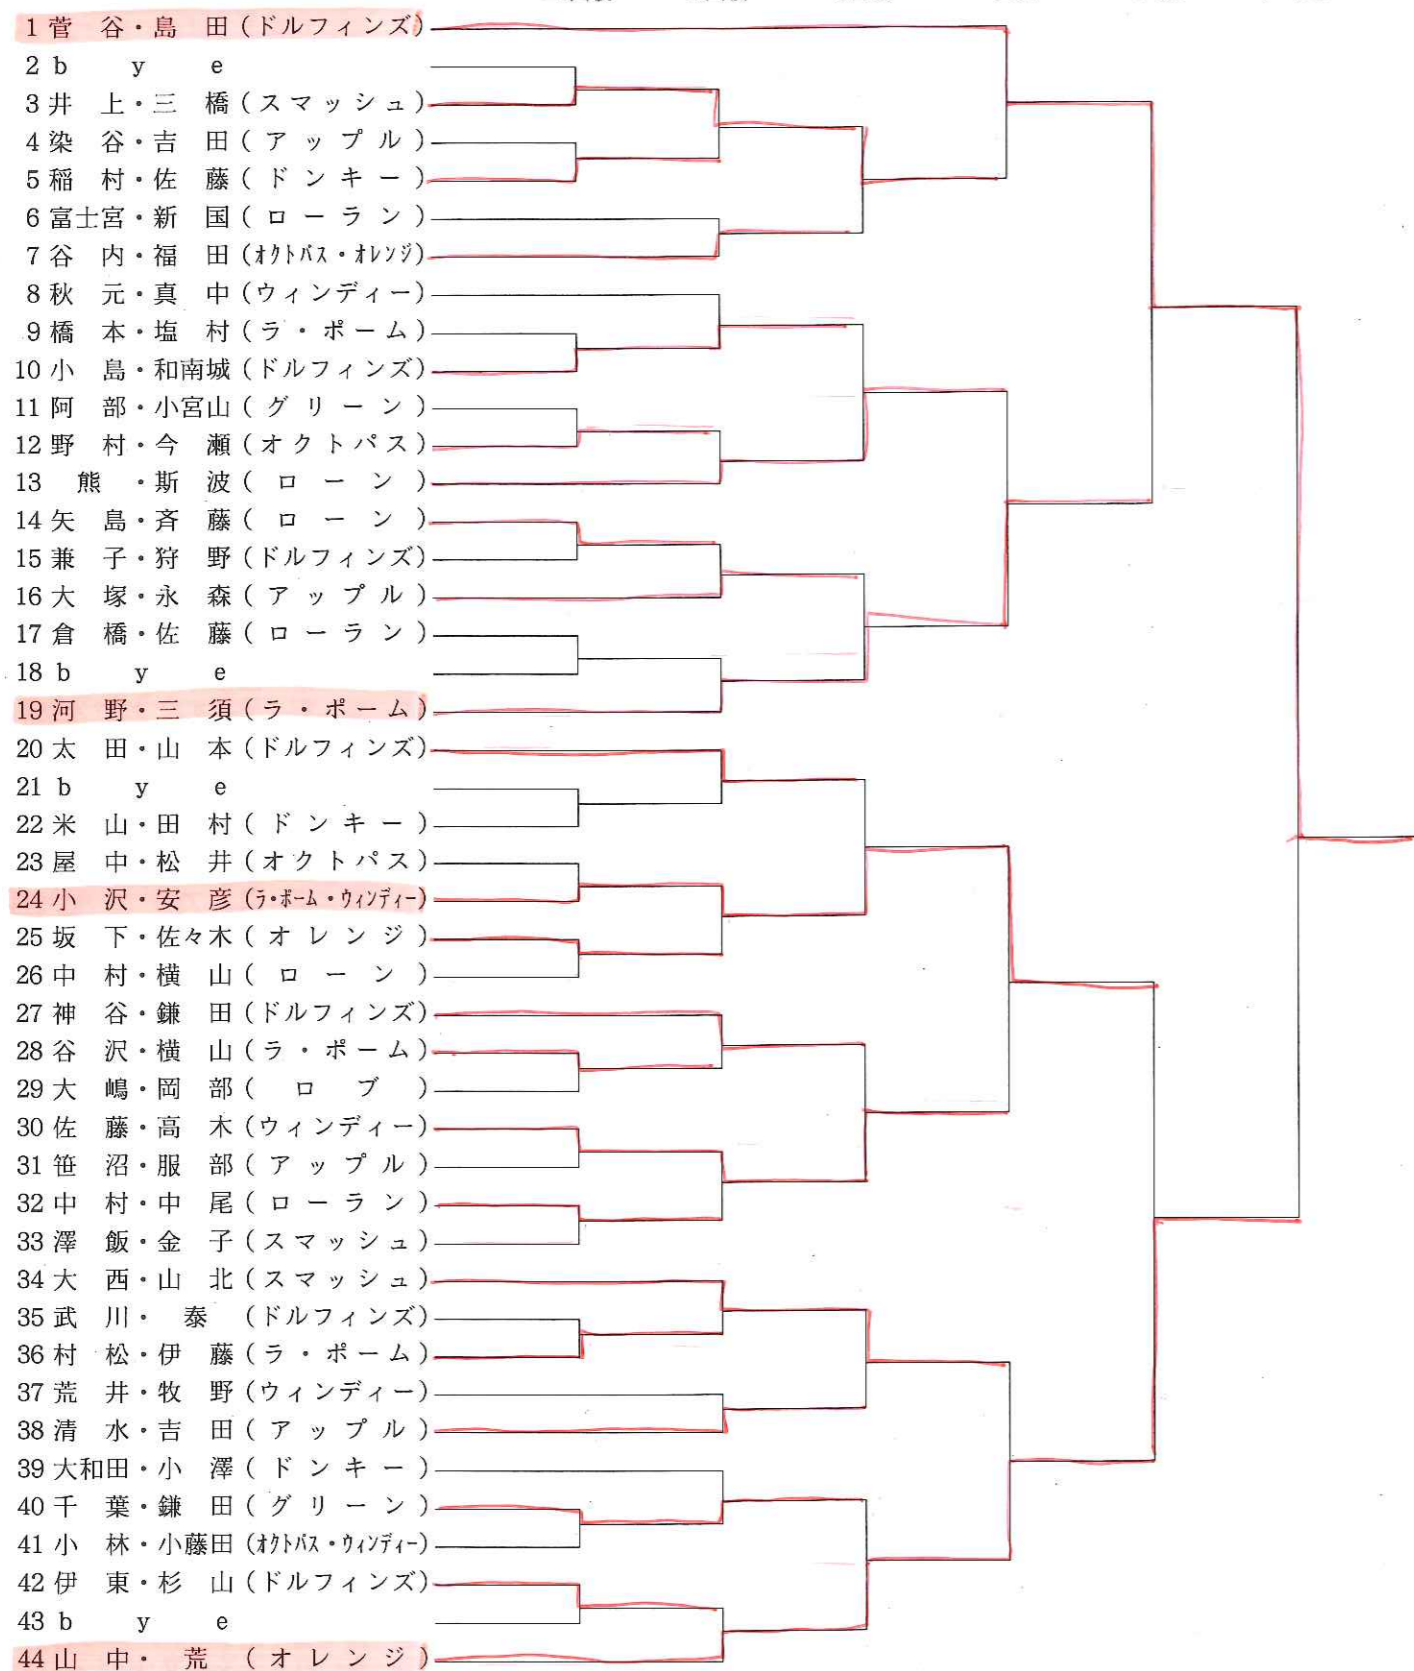 1 菅 谷・島 田 (ドルフィンズ)
2 b y e
3 井 上・三 橋 (スマッシュ)
4 染 谷・吉 田 (アップル)
5 稲 村・佐 藤 (ドンキー)
6 富士宮・新 国 (ローラン)
7 谷 内・福 田 (オクトパス・オレンジ)
8 秋 元・真 中 (ウィンディー)
9 橋 本・塩 村 (ラ・ポーム)
10 小 島・和南城 (ドルフィンズ)
11 阿 部・小宮山 (グリーン)
12 野 村・今 瀬 (オクトパス)
13 熊 ・斯 波 (ローン)
14 矢 島・斉 藤 (ローン)
15 兼 子・狩 野 (ドルフィンズ)
16 大 塚・永 森 (アップル)
17 倉 橋・佐 藤 (ローラン)
18 b y e
19 河 野・三 須 (ラ・ポーム)
20 太 田・山 本 (ドルフィンズ)
21 b y e
22 米 山・田 村 (ドンキー)
23 屋 中・松 井 (オクトパス)
24 小 沢・安 彦 (ラ・ポーム・ウィンディー)
25 坂 下・佐々木 (オレンジ)
26 中 村・横 山 (ローン)
27 神 谷・鎌 田 (ドルフィンズ)
28 谷 沢・横 山 (ラ・ポーム)
29 大 嶋・岡 部 (ロブ)
30 佐 藤・高 木 (ウィンディー)
31 笹 沼・服 部 (アップル)
32 中 村・中 尾 (ローラン)
33 澤 飯・金 子 (スマッシュ)
34 大 西・山 北 (スマッシュ)
35 武 川・ 泰 (ドルフィンズ)
36 村 松・伊 藤 (ラ・ポーム)
37 荒 井・牧 野 (ウィンディー)
38 清 水・吉 田 (アップル)
39 大和田・小 澤 (ドンキー)
40 千 葉・鎌 田 (グリーン)
41 小 林・小藤田 (オクトパス・ウィンディー)
42 伊 東・杉 山 (ドルフィンズ)
43 b y e
44 山 中・ 荒 (オレンジ)